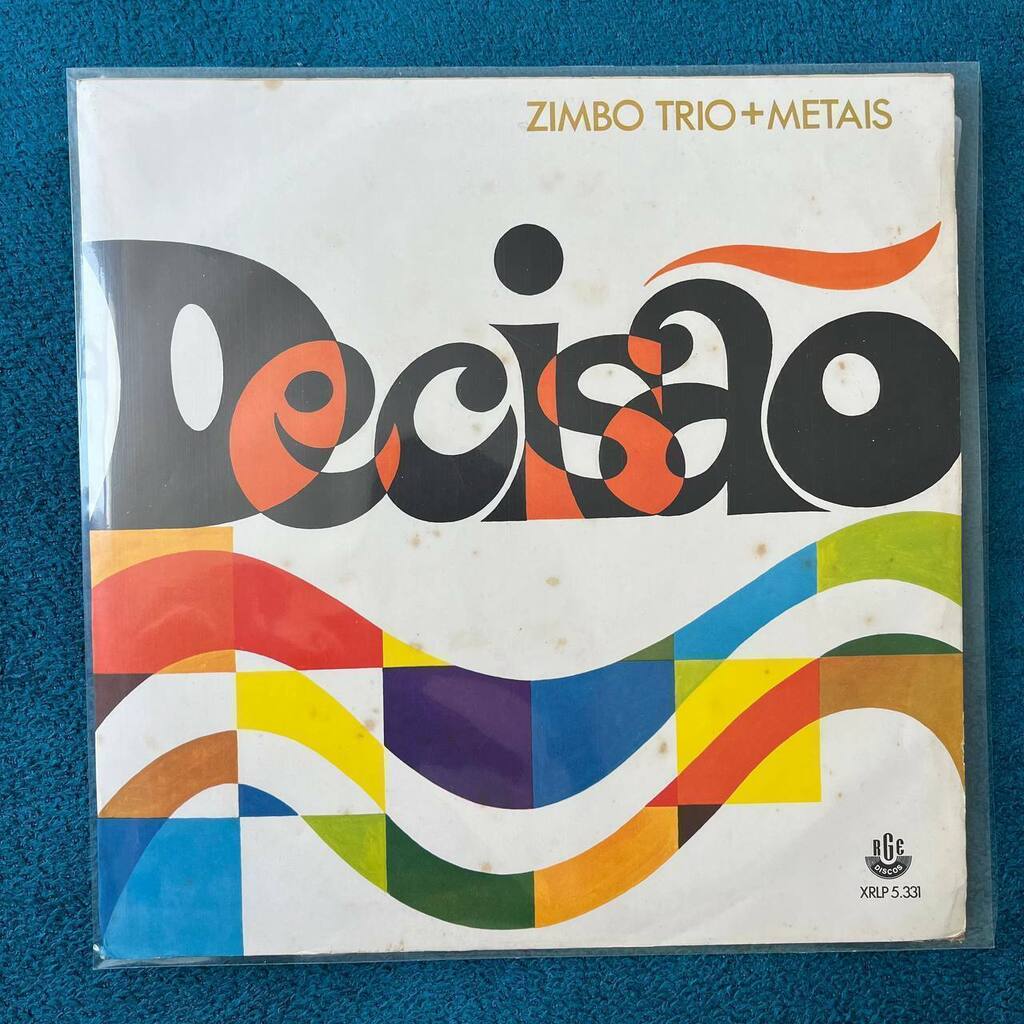 ZIMBO TRIO+METAIS
Decisão
RGE
DISCOS
XRLP 5.331